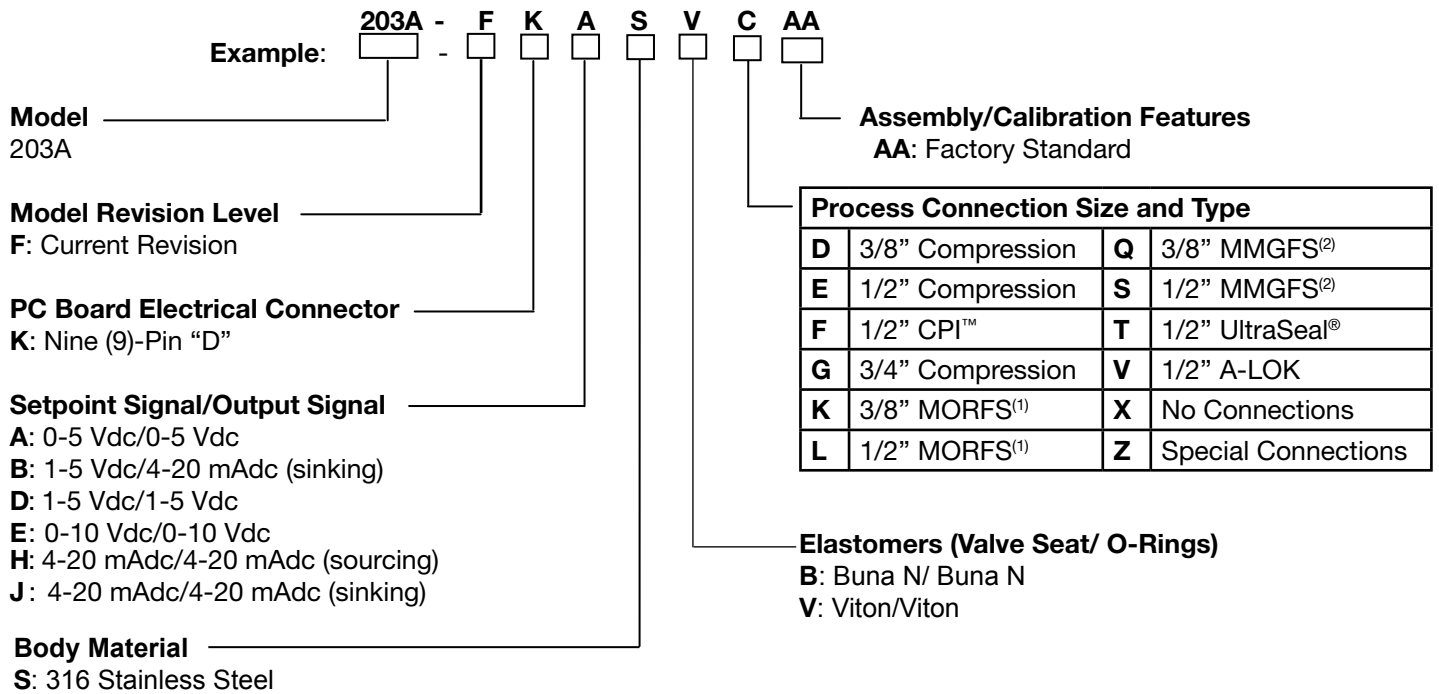 203A - F K A S V C AA
Example: -
Model
203A
Model Revision Level
F: Current Revision
PC Board Electrical Connector
K: Nine (9)-Pin “D”
Setpoint Signal/Output Signal
A: 0-5 Vdc/0-5 Vdc
B: 1-5 Vdc/4-20 mAdc (sinking)
D: 1-5 Vdc/1-5 Vdc
E: 0-10 Vdc/0-10 Vdc
H: 4-20 mAdc/4-20 mAdc (sourcing)
J: 4-20 mAdc/4-20 mAdc (sinking)
Body Material
S: 316 Stainless Steel
Assembly/Calibration Features
AA: Factory Standard
Process Connection Size and Type
D 3/8” Compression Q 3/8” MMGFS(2)
E 1/2” Compression S 1/2” MMGFS(2)
F 1/2” CPI™ T 1/2” UltraSeal®
G 3/4” Compression V 1/2” A-LOK
K 3/8” MORFS(1) X No Connections
L 1/2” MORFS(1) Z Special Connections
Elastomers (Valve Seat/ O-Rings)
B: Buna N/ Buna N
V: Viton/Viton